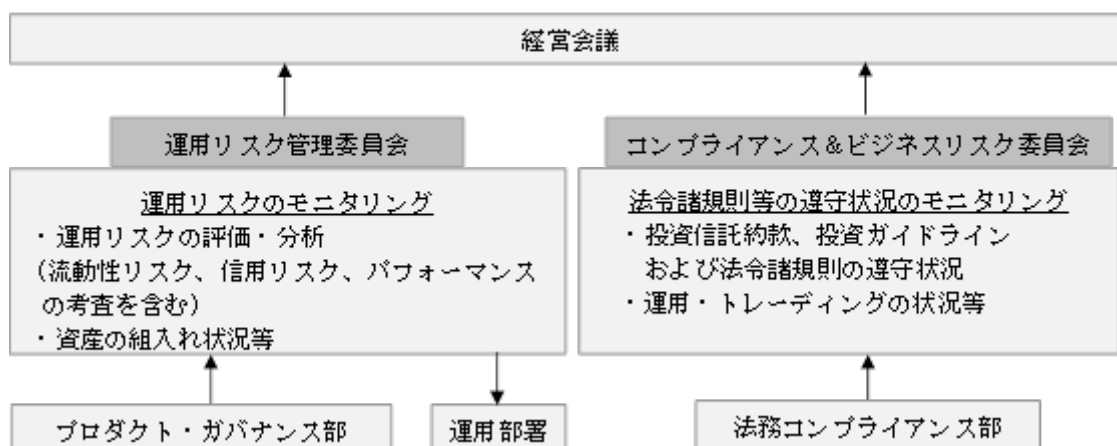 経営会議
運用リスク管理委員会
運用リスクのモニタリング
・運用リスクの評価・分析
(流動性リスク、信用リスク、パフォーマンス
の考査を含む)
・資産の組入れ状況等
コンプライアンス&ビジネスリスク委員会
法令諸規則等の遵守状況のモニタリング
・投資信託約款、投資ガイドライン
および法令諸規則の遵守状況
・運用・トレーディングの状況等
プロダクト・ガバナンス部
運用部署
法務コンプライアンス部